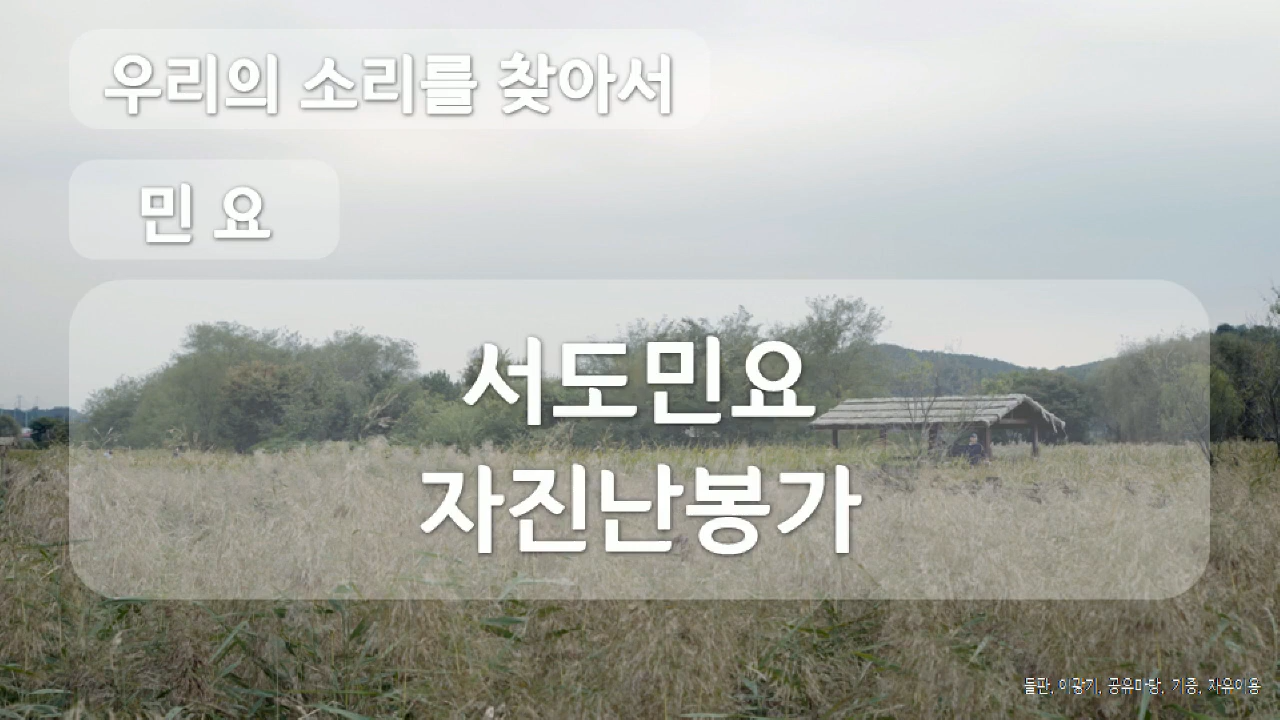 우리의 소리를 찾아서
민 요
서도민요
자진난봉가
들판, 이광기, 공유마당, 기증, 자유이용